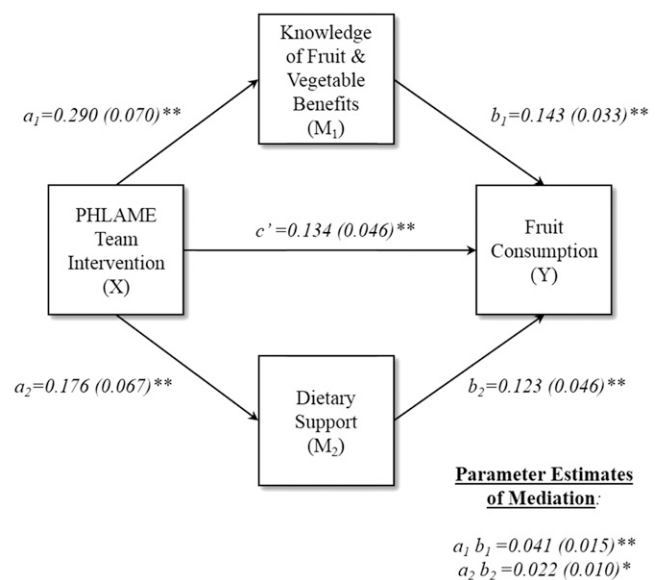 Knowledge
of Fruit &
Vegetable
Benefits
(M₁)
a₁=0.290 (0.070)**
b₁=0.143 (0.033)**
PHLAME
Team
Intervention
(X)
c’=0.134 (0.046)**
Fruit
Consumption
(Y)
a₂=0.176 (0.067)**
b₂=0.123 (0.046)**
Dietary
Support
(M₂)
Parameter Estimates
of Mediation:
a₁ b₁ =0.041 (0.015)**
a₂ b₂ =0.022 (0.010)*